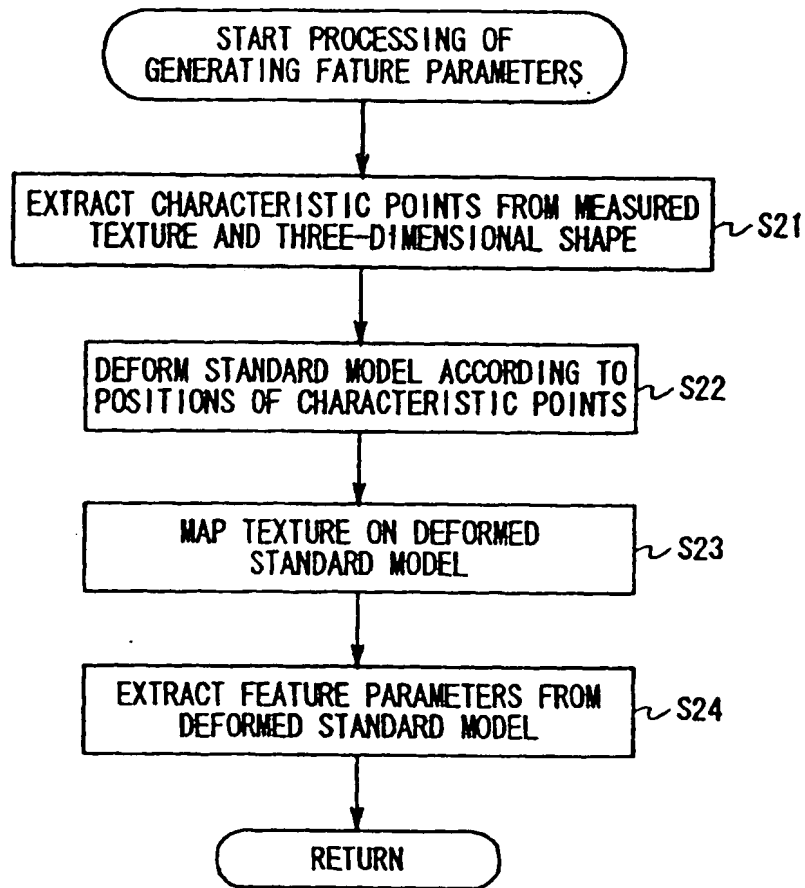 START PROCESSING OF
GENERATING FATURE PARAMETERS
EXTRACT CHARACTERISTIC POINTS FROM MEASURED
TEXTURE AND THREE-DIMENSIONAL SHAPE
S21
DEFORM STANDARD MODEL ACCORDING TO
POSITIONS OF CHARACTERISTIC POINTS
S22
MAP TEXTURE ON DEFORMED
STANDARD MODEL
S23
EXTRACT FEATURE PARAMETERS FROM
DEFORMED STANDARD MODEL
S24
RETURN